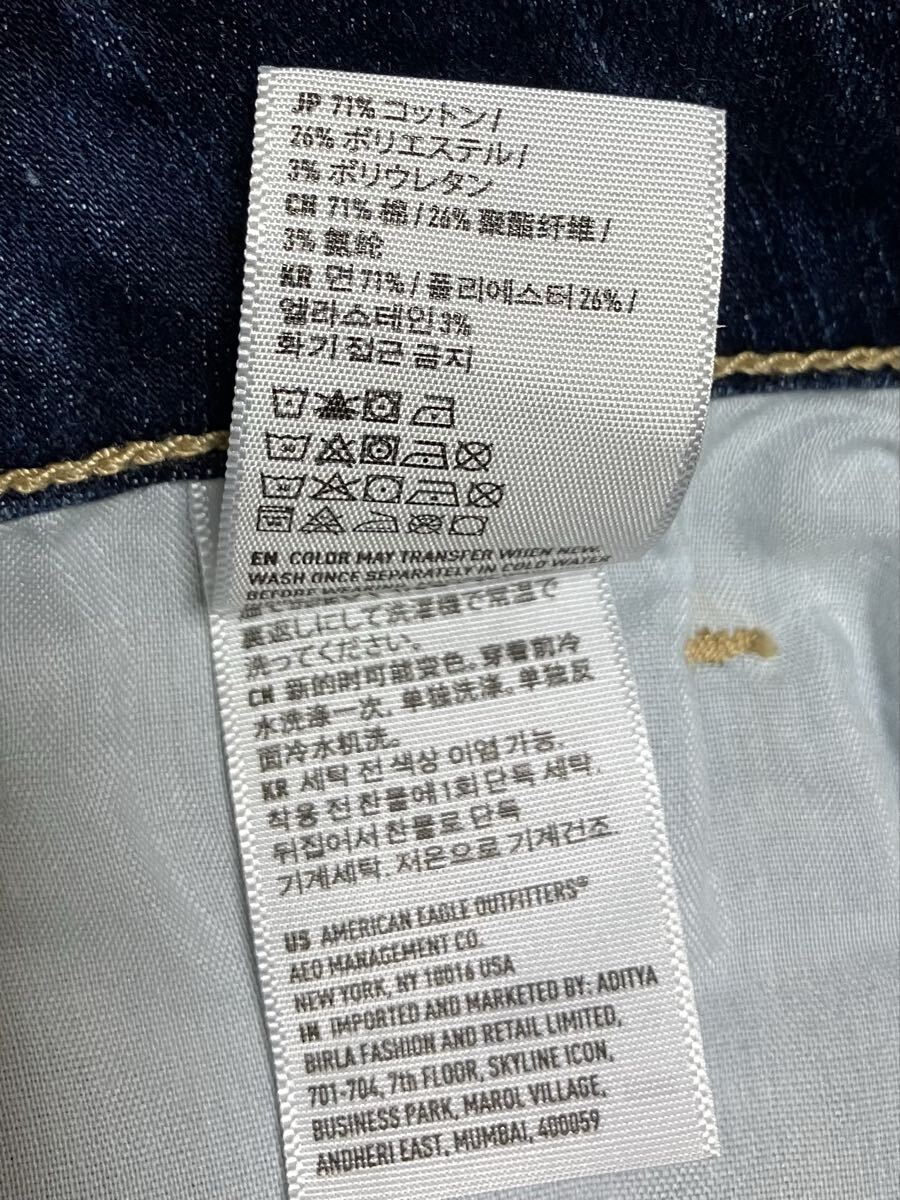 JP 71% コットン /
26% ポリエステル /
3% ポリウレタン
CN 71% 棉 / 26% 聚酯纤维 /
3% 氨纶
KR 면 71% / 폴리에스터 26% /
엘라스테인 3%
화기 접근 금지
EN COLOR MAY TRANSFER WHEN NEW.
WASH ONCE SEPARATELY IN COLD WATER
BEFORE WEARING.
裏返しにして洗濯機で常温で
洗ってください。
CN 新的时可能变色。穿着前冷
水洗涤一次，单独洗涤。单独反
面冷水机洗。
KR 세탁 전 색상 이염 가능.
착용 전 찬물에 1회 단독 세탁.
뒤집어서 찬물로 단독
기계세탁. 저온으로 기계건조.
US AMERICAN EAGLE OUTFITTERS®
AEO MANAGEMENT CO.
NEW YORK, NY 10016 USA
IN IMPORTED AND MARKETED BY: ADITYA
BIRLA FASHION AND RETAIL LIMITED,
701-704, 7th FLOOR, SKYLINE ICON,
BUSINESS PARK, MAROL VILLAGE,
ANDHERI EAST, MUMBAI, 400059